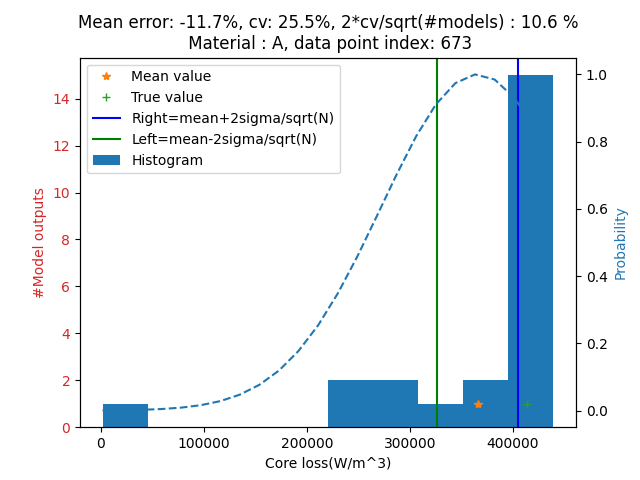 Mean error: -11.7%, cv: 25.5%, 2*cv/sqrt(#models) : 10.6 %
Material : A, data point index: 673
Mean value
True value
Right=mean+2sigma/sqrt(N)
Left=mean-2sigma/sqrt(N)
Histogram
#Model outputs
14
12
10
8
6
4
2
0
1.0
0.8
0.6
0.4
0.2
0.0
Probability
0
100000
200000
300000
400000
Core loss(W/m^3)